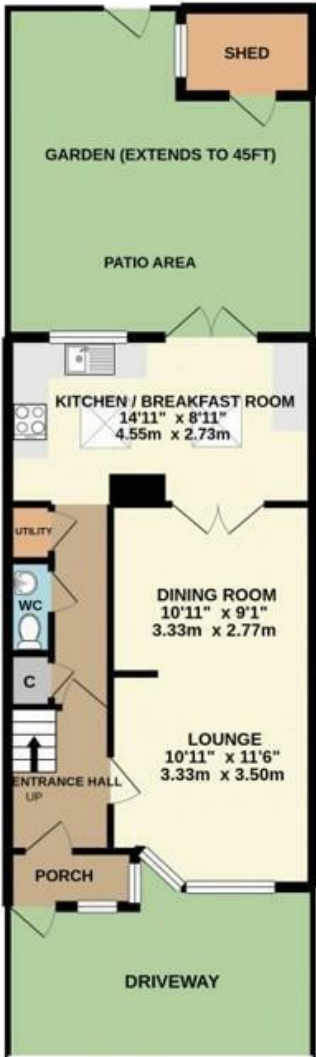 SHED
GARDEN (EXTENDS TO 45FT)
PATIO AREA
KITCHEN / BREAKFAST ROOM
14'11" x 8'11"
4.55m x 2.73m
UTILITY
WC
DINING ROOM
10'11" x 9'1"
3.33m x 2.77m
C
LOUNGE
10'11" x 11'6"
3.33m x 3.50m
ENTRANCE HALL
UP
PORCH
DRIVEWAY